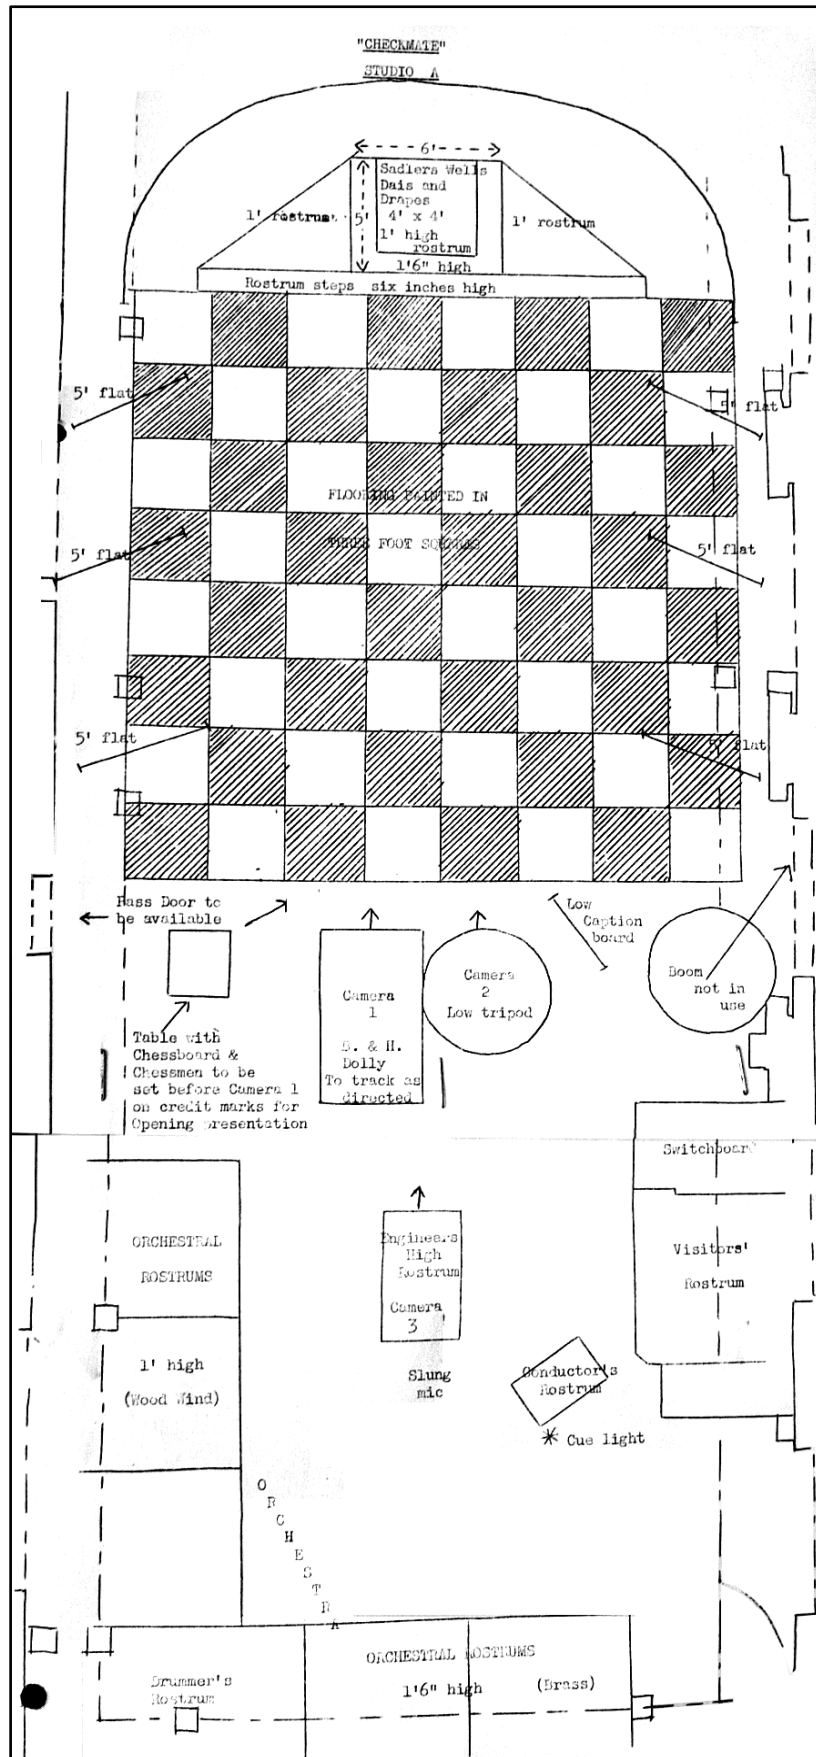 "CHECKMATE"
STUDIO A
6'
Sadlers Wells
Dais and
Drapes
4' x 4'
1' high
rostrum
1' rostrum
5'
1' rostrum
1'6" high
Rostrum steps six inches high
5' flat
5' flat
FLOORING PAINTED IN
THREE FOOT SQUARES
5' flat
5' flat
5' flat
5' flat
Pass Door to
be available
Low
Caption
board
Camera
1
B. & H.
Dolly
To track as
directed
Camera
2
Low tripod
Boom
not in
use
Table with
Chessboard &
Chessmen to be
set before Camera 1
on credit marks for
Opening presentation
Switchboard
ORCHESTRAL
ROSTRUMS
Engineers
High
Rostrum
Camera
3
Visitors'
Rostrum
1' high
(Wood Wind)
Slung
mic
Conductor's
Rostrum
Cue light
ORCHESTRA
Drummer's
Rostrum
ORCHESTRAL ROSTRUMS
1'6" high (Brass)